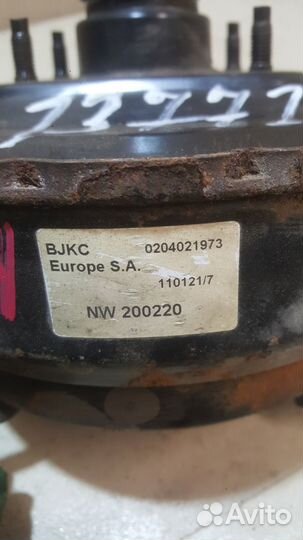 BJKC 0204021973
Europe S.A.
110121/7
NW 200220
Avito